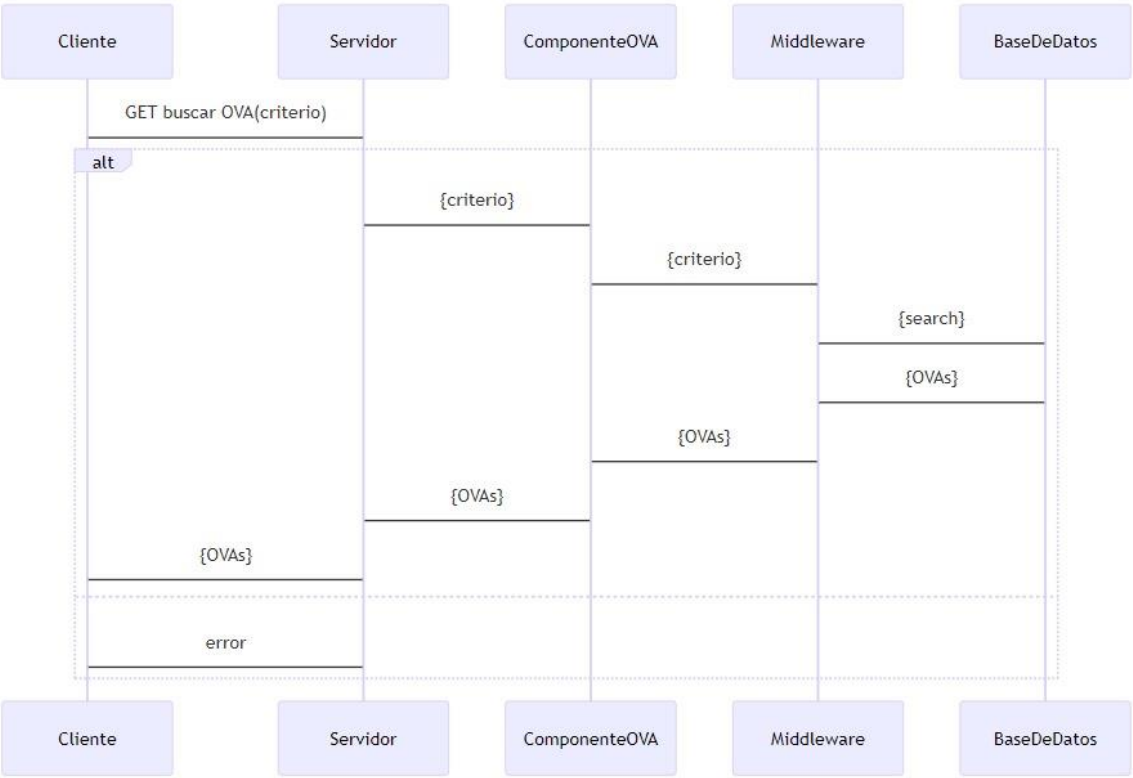 Cliente
Servidor
ComponenteOVA
Middleware
BaseDeDatos
GET buscar OVA(criterio)
alt
{criterio}
{criterio}
{search}
{OVAs}
{OVAs}
{OVAs}
{OVAs}
error
Cliente
Servidor
ComponenteOVA
Middleware
BaseDeDatos